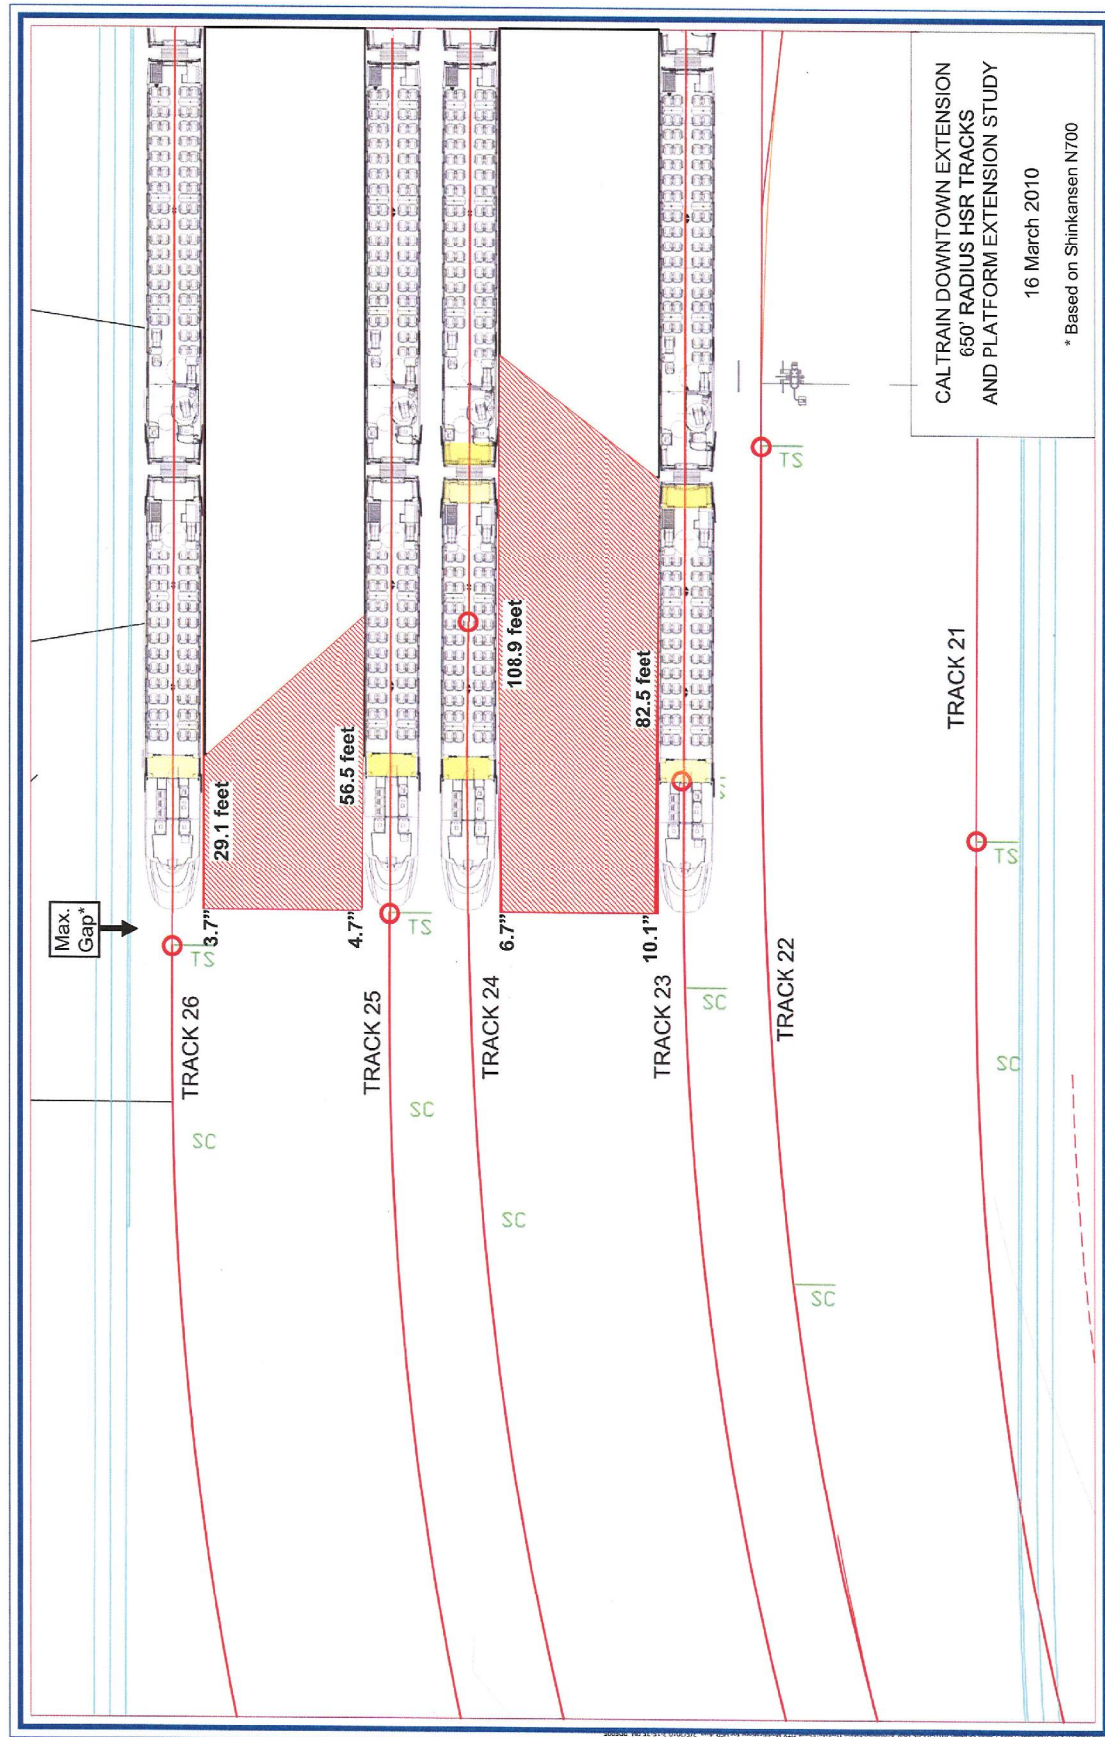 CALTRAIN DOWNTOWN EXTENSION
650' RADIUS HSR TRACKS
AND PLATFORM EXTENSION STUDY
16 March 2010
* Based on Shinkansen N700
Max.
Gap*
3.7"
29.1 feet
56.5 feet
4.7"
6.7"
108.9 feet
82.5 feet
10.1"
TRACK 26
TRACK 25
TRACK 24
TRACK 23
TRACK 22
TRACK 21
TS
TS
TS
TS
SC
SC
SC
SC
SC
SC